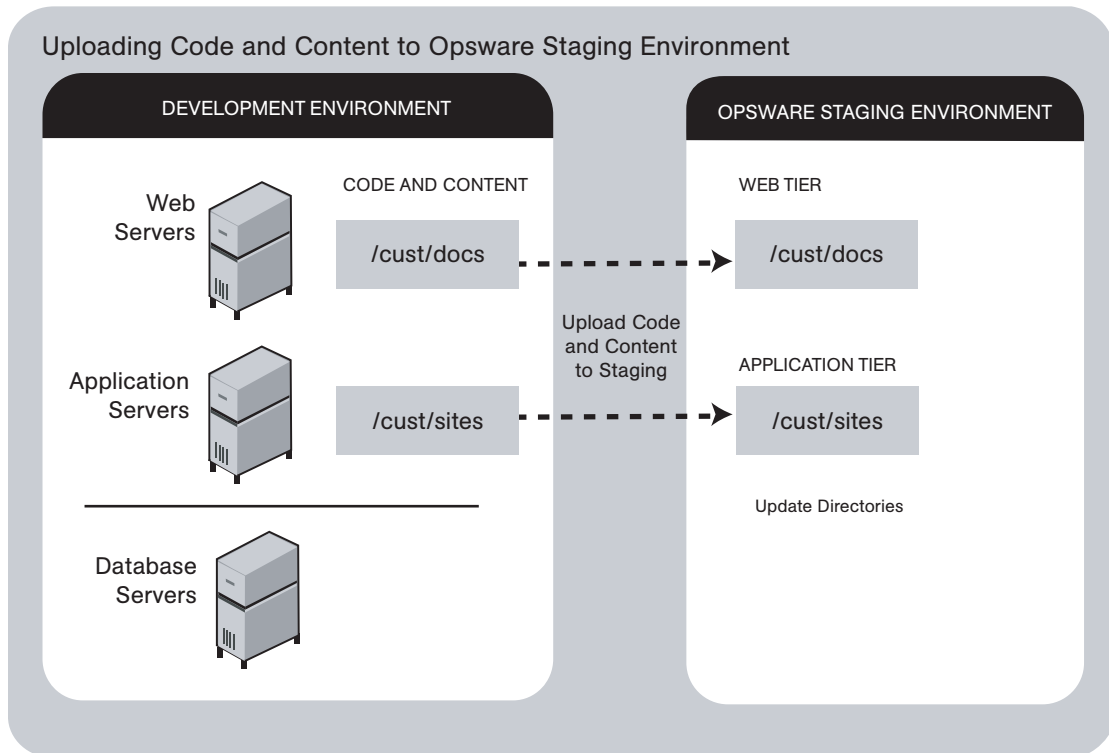 Uploading Code and Content to Opsware Staging Environment
DEVELOPMENT ENVIRONMENT
Web
Servers
CODE AND CONTENT
/cust/docs
Application
Servers
/cust/sites
Database
Servers
Upload Code
and Content
to Staging
OPSWARE STAGING ENVIRONMENT
WEB TIER
/cust/docs
APPLICATION TIER
/cust/sites
Update Directories